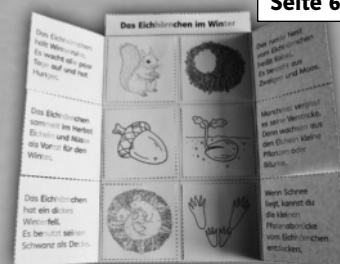 Seite 6
Das Eichhörnchen im Winter
Das Eichhörnchen
hält Winterruhe.
Es wacht alle paar
Tage auf und hat
Hunger.
Das Eichhörnchen
sammelt im Herbst
Eicheln und Nüsse
als Vorrat für den
Winter.
Das Eichhörnchen
hat ein dickes
Winterfell.
Es benutzt seinen
Schwanz als Decke.
Das runde Nest
vom Eichhörnchen
heißt Kobel.
Es besteht aus
Zweigen und Moos.
Manchmal vergisst
es seine Verstecke.
Dann wachsen aus
den Eicheln kleine
Pflanzen oder
Bäume.
Wenn Schnee
liegt, kannst du
die kleinen
Pfotenabdrücke
vom Eichhörnchen
entdecken.